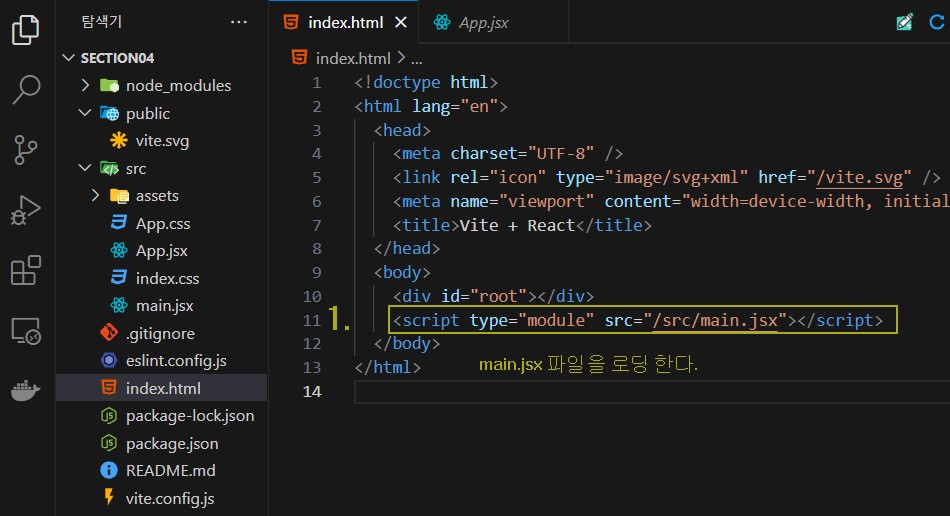 탐색기 ...
SECTION04
node_modules
public
vite.svg
src
assets
App.css
App.jsx
index.css
main.jsx
.gitignore
eslint.config.js
index.html
package-lock.json
package.json
README.md
vite.config.js
index.html
App.jsx
index.html > ...
1 <!doctype html>
2 <html lang="en">
3 <head>
4 <meta charset="UTF-8" />
5 <link rel="icon" type="image/svg+xml" href="/vite.svg" />
6 <meta name="viewport" content="width=device-width, initial
7 <title>Vite + React</title>
8 </head>
9 <body>
10 <div id="root"></div>
1. 11 <script type="module" src="/src/main.jsx"></script>
12 </body>
13 </html>
main.jsx 파일을 로딩 한다.
14